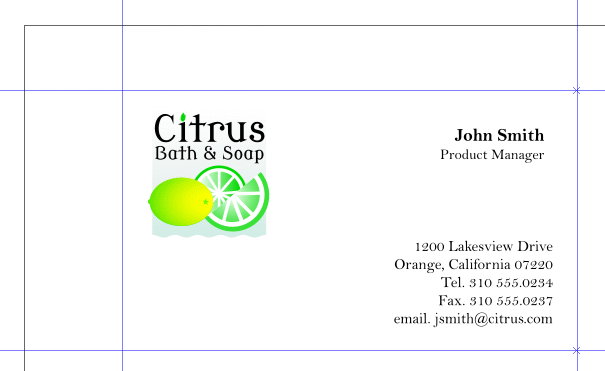 Citrus
Bath & Soap
John Smith
Product Manager
1200 Lakesview Drive
Orange, California 07220
Tel. 310 555.0234
Fax. 310 555.0237
email. jsmith@citrus.com